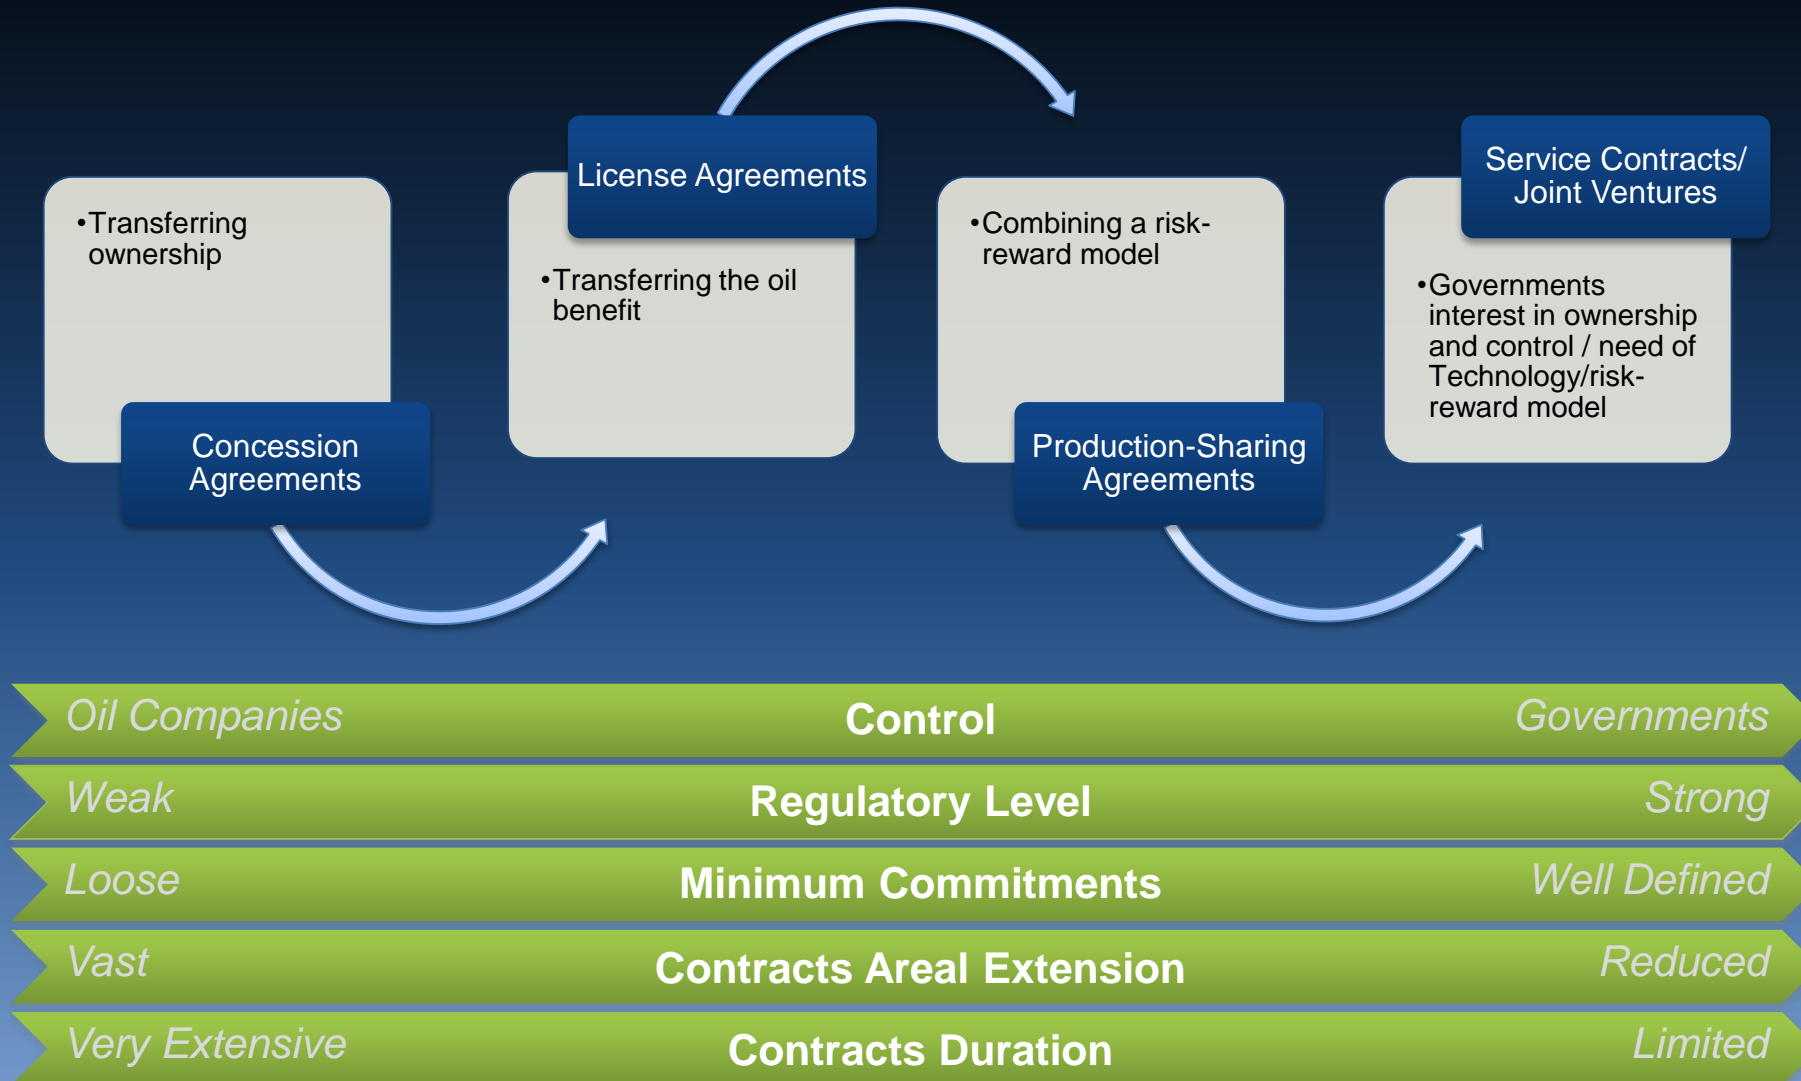 •Transferring
ownership
Concession
Agreements
License Agreements
•Transferring the oil
benefit
•Combining a risk-
reward model
Production-Sharing
Agreements
Service Contracts/
Joint Ventures
•Governments
interest in ownership
and control / need of
Technology/risk-
reward model
Oil Companies Control Governments
Weak Regulatory Level Strong
Loose Minimum Commitments Well Defined
Vast Contracts Areal Extension Reduced
Very Extensive Contracts Duration Limited